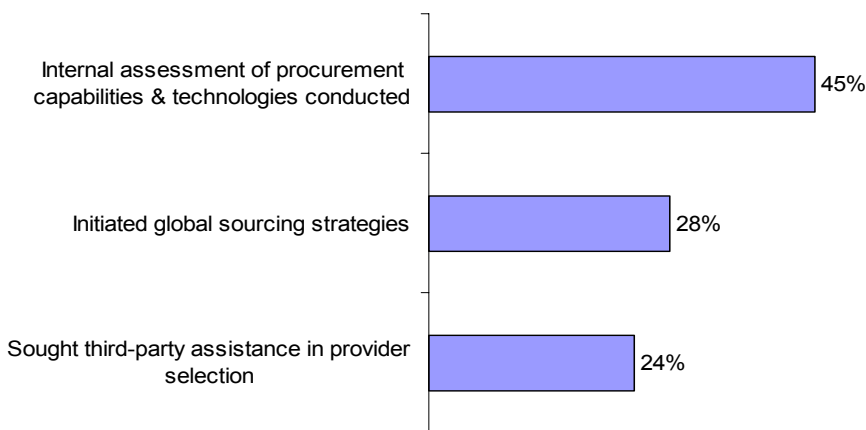 Internal assessment of procurement
capabilities & technologies conducted
45%
Initiated global sourcing strategies
28%
Sought third-party assistance in provider
selection
24%